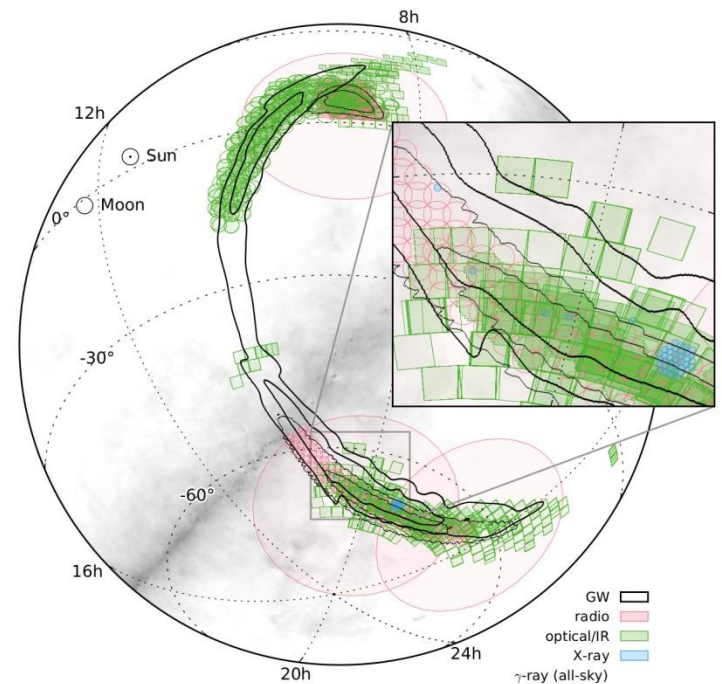 8h
12h
Sun
Moon
0°
-30°
-60°
16h
20h
24h
GW
radio
optical/IR
X-ray
γ-ray (all-sky)